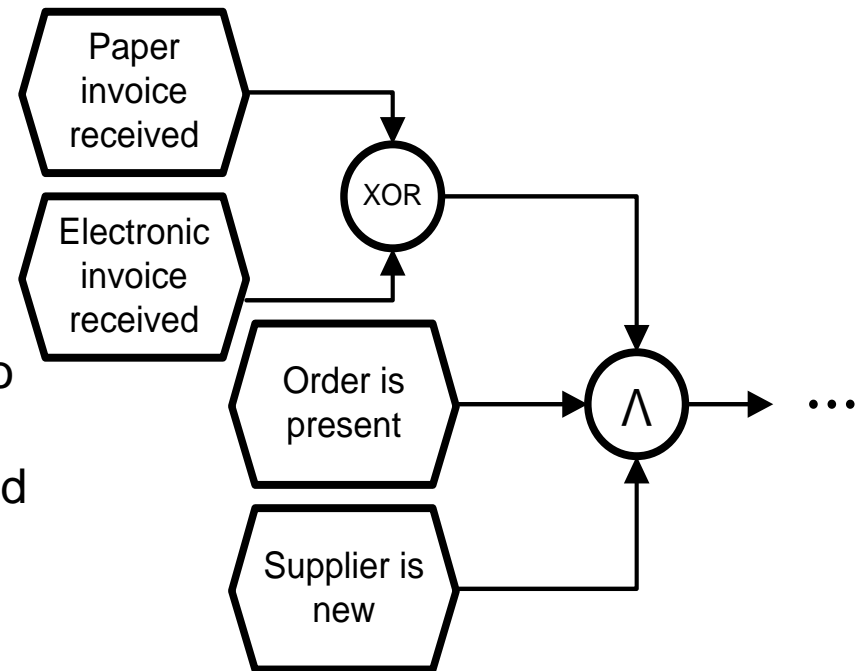 Paper
invoice
received
XOR
Electronic
invoice
received
o
Order is
present
Λ
...
d
Supplier is
new